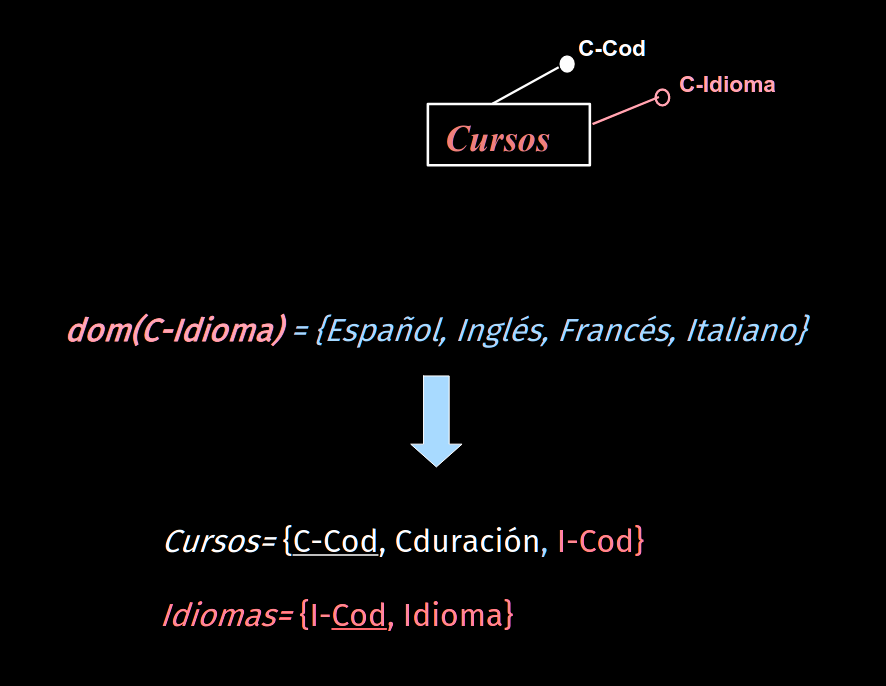 C-Cod
C-Idioma
Cursos
dom(C-Idioma) = {Español, Inglés, Francés, Italiano}
Cursos= {C-Cod, Cduración, I-Cod}
Idiomas= {I-Cod, Idioma}